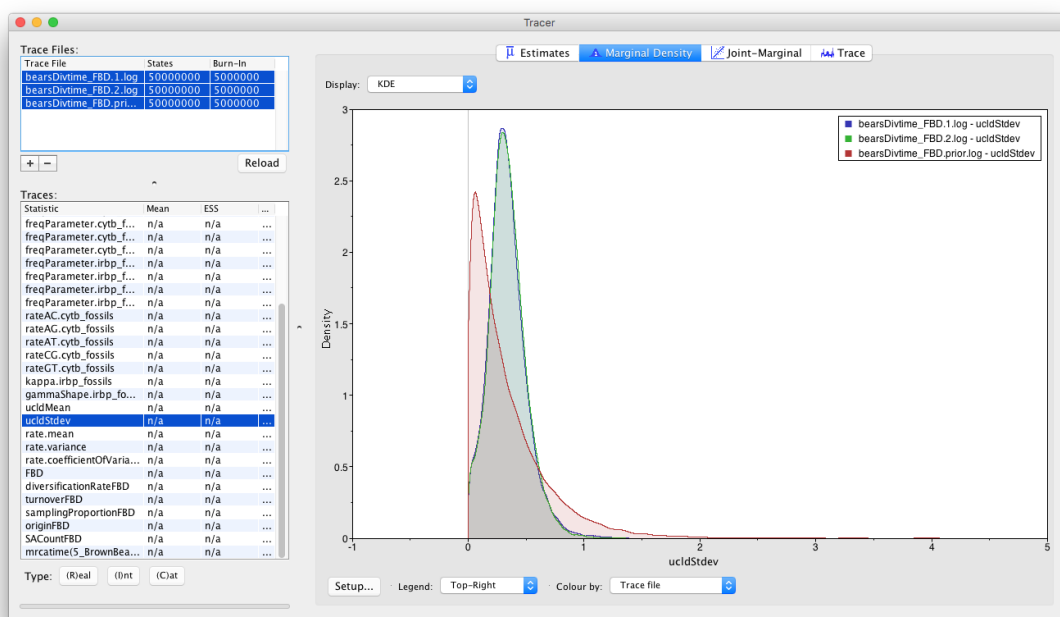 Tracer
Trace Files:
Trace File States Burn-In
bearsDivtime_FBD.1.log 50000000 5000000
bearsDivtime_FBD.2.log 50000000 5000000
bearsDivtime_FBD.pri... 50000000 5000000
+ − Reload
Traces:
Statistic Mean ESS ...
freqParameter.cytb_f... n/a n/a ...
freqParameter.cytb_f... n/a n/a ...
freqParameter.cytb_f... n/a n/a ...
freqParameter.irbp_f... n/a n/a ...
freqParameter.irbp_f... n/a n/a ...
freqParameter.irbp_f... n/a n/a ...
freqParameter.irbp_f... n/a n/a ...
rateAC.cytb_fossils n/a n/a ...
rateAG.cytb_fossils n/a n/a ...
rateAT.cytb_fossils n/a n/a ...
rateCG.cytb_fossils n/a n/a ...
rateGT.cytb_fossils n/a n/a ...
kappa.irbp_fossils n/a n/a ...
gammaShape.irbp_fo... n/a n/a ...
ucldMean n/a n/a ...
ucldStdev n/a n/a ...
rate.mean n/a n/a ...
rate.variance n/a n/a ...
rate.coefficientOfVaria... n/a n/a ...
FBD n/a n/a ...
diversificationRateFBD n/a n/a ...
turnoverFBD n/a n/a ...
samplingProportionFBD n/a n/a ...
originFBD n/a n/a ...
SACountFBD n/a n/a ...
mrcatime(5_BrownBea... n/a n/a ...
Type: (R)eal (I)nt (C)at
Estimates Marginal Density Joint-Marginal Trace
Display: KDE
bearsDivtime_FBD.1.log - ucldStdev
bearsDivtime_FBD.2.log - ucldStdev
bearsDivtime_FBD.prior.log - ucldStdev
3
2.5
2
1.5
1
0.5
0
Density
-1 0 1 2 3 4 5
ucldStdev
Setup... Legend: Top-Right Colour by: Trace file